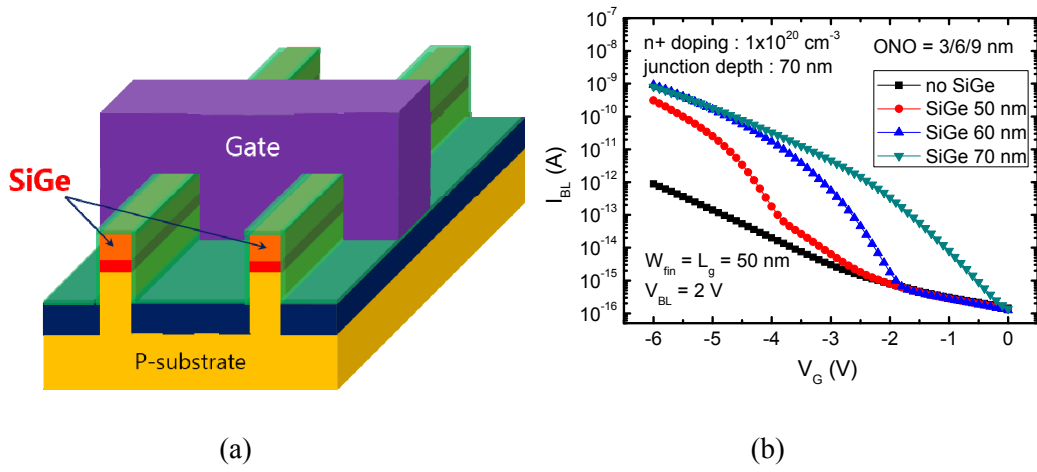 Gate
SiGe
P-substrate
(a)
n+ doping : 1x10^20 cm^-3
junction depth : 70 nm
ONO = 3/6/9 nm
no SiGe
SiGe 50 nm
SiGe 60 nm
SiGe 70 nm
W_fin = L_g = 50 nm
V_BL = 2 V
I_BL (A)
10^-7
10^-8
10^-9
10^-10
10^-11
10^-12
10^-13
10^-14
10^-15
10^-16
-6 -5 -4 -3 -2 -1 0
V_G (V)
(b)